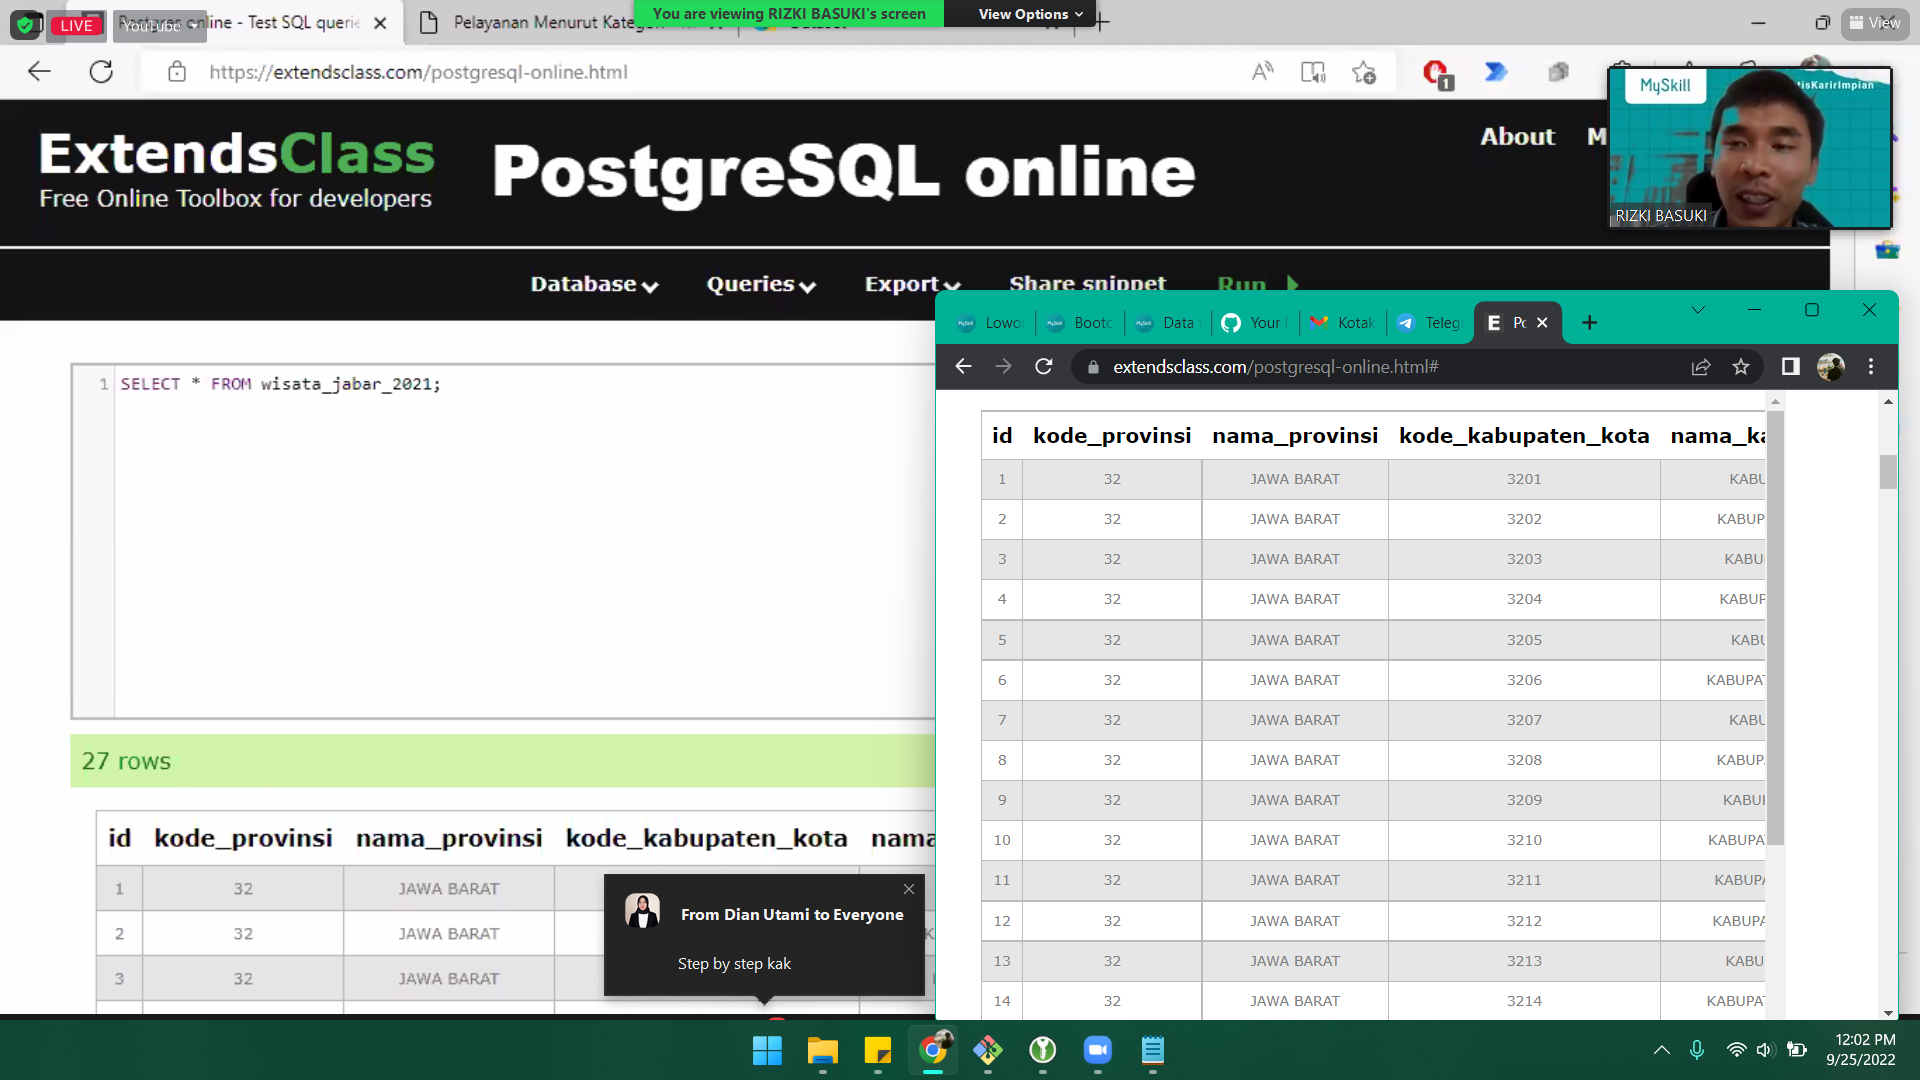 LIVE
YouTube
Postgres online - Test SQL querie
Pelayanan Menurut Kategori
You are viewing RIZKI BASUKI's screen
View Options
View
https://extendsclass.com/postgresql-online.html
1
ExtendsClass
Free Online Toolbox for developers
PostgreSQL online
About
M
MySkill
tisKarirImpian
RIZKI BASUKI
Database
Queries
Export
Share snippet
Run
1 SELECT * FROM wisata_jabar_2021;
27 rows
id kode_provinsi nama_provinsi kode_kabupaten_kota nama
1 32 JAWA BARAT
2 32 JAWA BARAT
3 32 JAWA BARAT
From Dian Utami to Everyone
Step by step kak
Lowo
Bootc
Data
Your
Kotak
Telegr
Po
extendsclass.com/postgresql-online.html#
id kode_provinsi nama_provinsi kode_kabupaten_kota nama_ka
1 32 JAWA BARAT 3201 KABU
2 32 JAWA BARAT 3202 KABUP
3 32 JAWA BARAT 3203 KABU
4 32 JAWA BARAT 3204 KABUP
5 32 JAWA BARAT 3205 KABU
6 32 JAWA BARAT 3206 KABUPAT
7 32 JAWA BARAT 3207 KABU
8 32 JAWA BARAT 3208 KABUP
9 32 JAWA BARAT 3209 KABU
10 32 JAWA BARAT 3210 KABUPA
11 32 JAWA BARAT 3211 KABUP
12 32 JAWA BARAT 3212 KABUPA
13 32 JAWA BARAT 3213 KABU
14 32 JAWA BARAT 3214 KABUPA
12:02 PM
9/25/2022